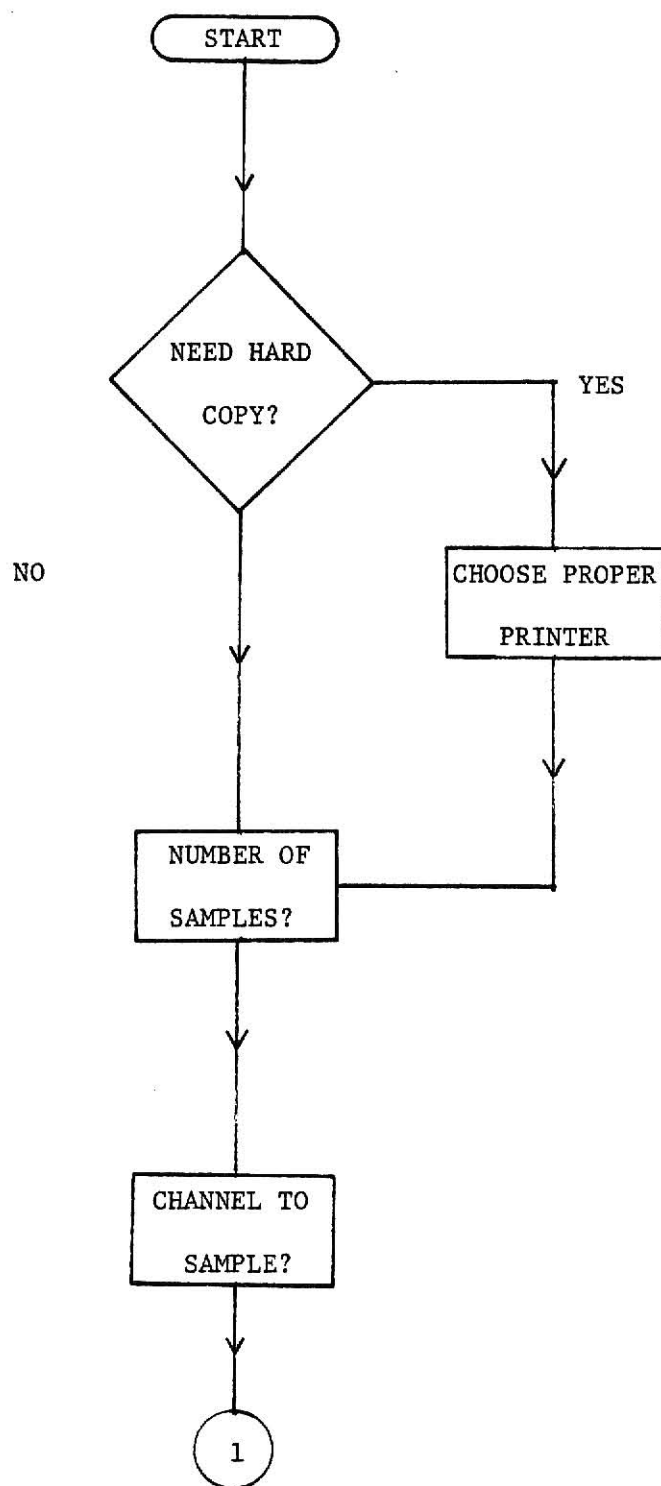 START
NEED HARD
COPY?
YES
NO
CHOOSE PROPER
PRINTER
NUMBER OF
SAMPLES?
CHANNEL TO
SAMPLE?
1